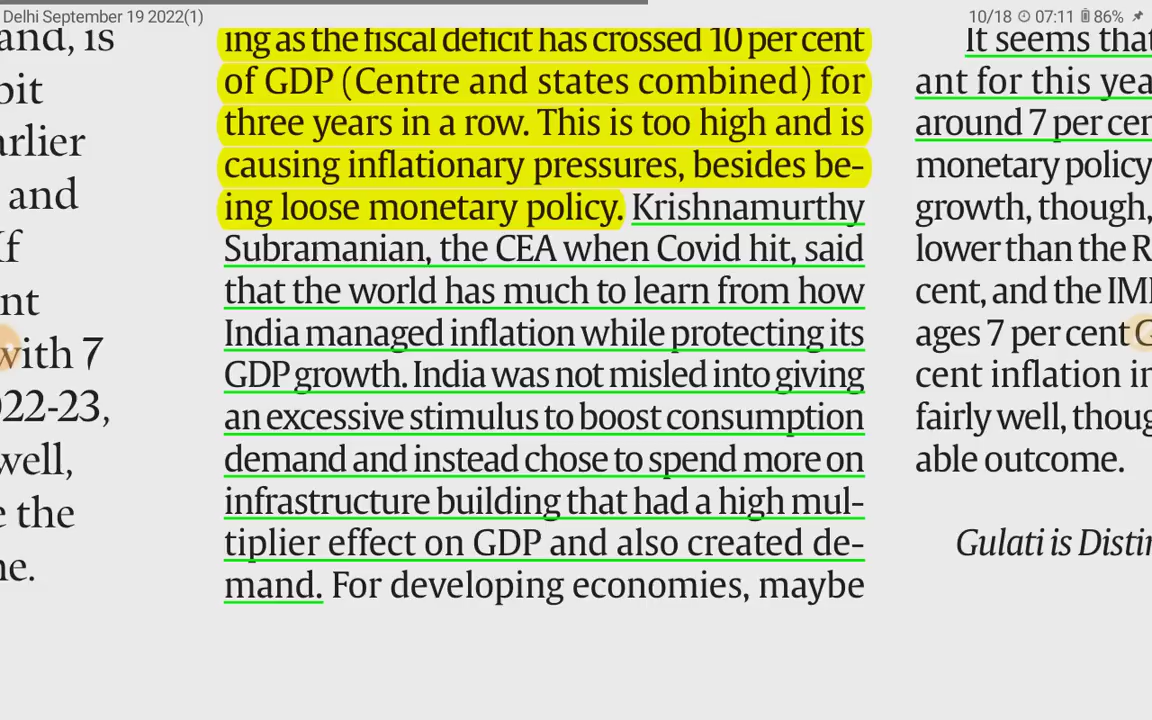 Delhi September 19 2022(1)
10/18 07:11 86%
and, is
bit
arlier
and
If
nt
with 7
022-23,
well,
e the
ne.
ing as the fiscal deficit has crossed 10 per cent
of GDP (Centre and states combined) for
three years in a row. This is too high and is
causing inflationary pressures, besides be-
ing loose monetary policy. Krishnamurthy
Subramanian, the CEA when Covid hit, said
that the world has much to learn from how
India managed inflation while protecting its
GDP growth. India was not misled into giving
an excessive stimulus to boost consumption
demand and instead chose to spend more on
infrastructure building that had a high mul-
tiplier effect on GDP and also created de-
mand. For developing economies, maybe
It seems that
ant for this yea
around 7 per cen
monetary policy
growth, though,
lower than the R
cent, and the IM
ages 7 per cent G
cent inflation in
fairly well, thoug
able outcome.
Gulati is Distin